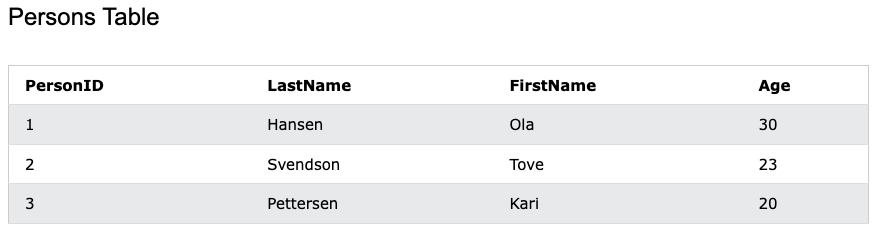 Persons Table
PersonID LastName FirstName Age
1 Hansen Ola 30
2 Svendson Tove 23
3 Pettersen Kari 20